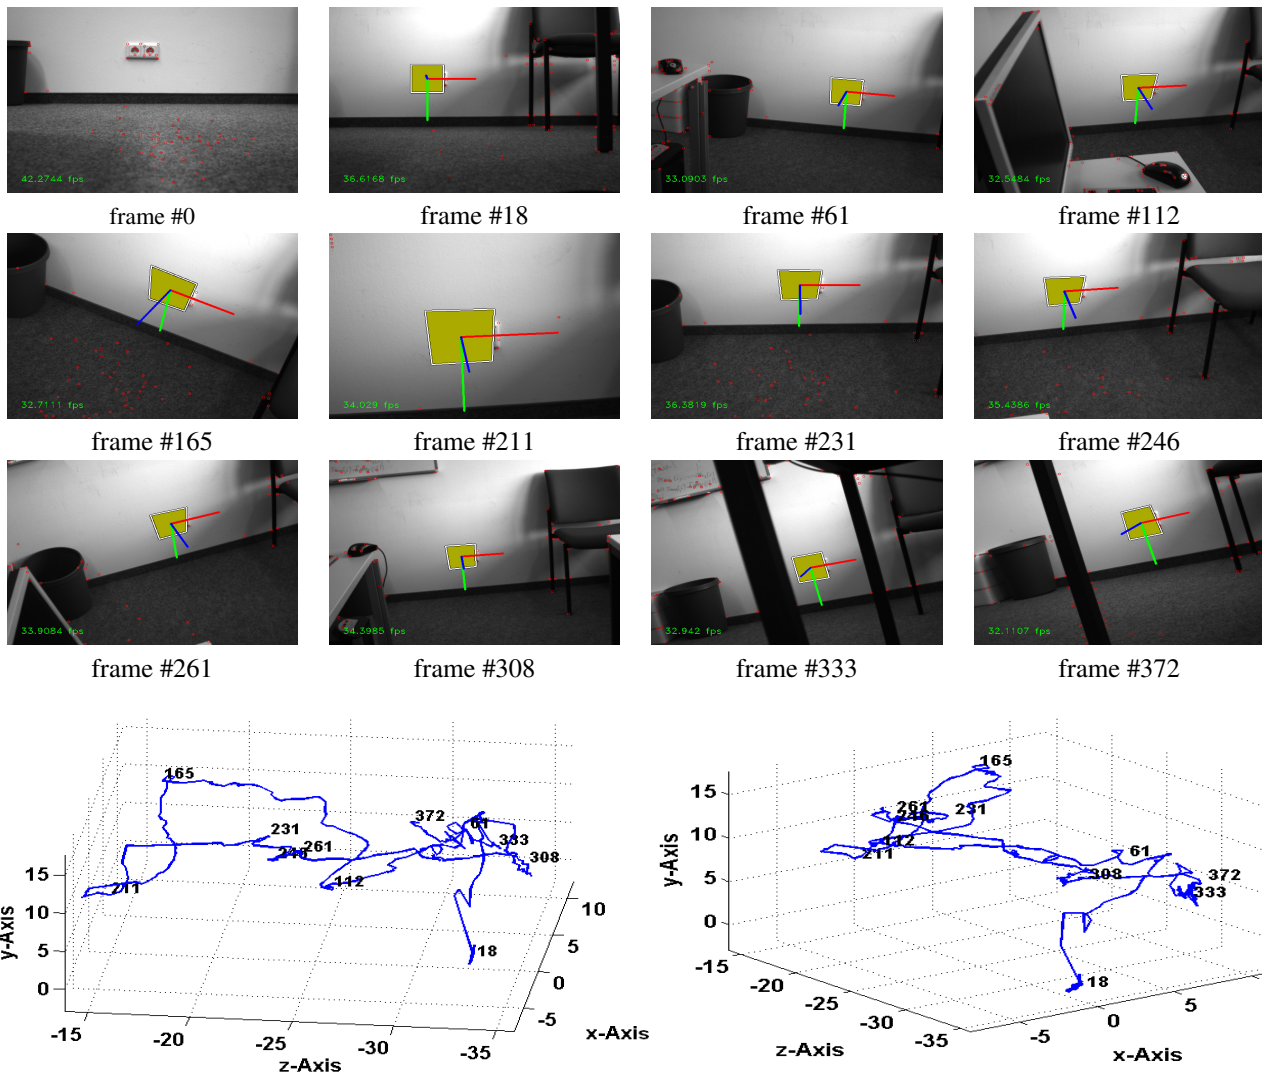 42.2744 fps
36.6168 fps
33.0903 fps
32.5484 fps
frame #0
frame #18
frame #61
frame #112
32.7111 fps
34.029 fps
36.3819 fps
35.4386 fps
frame #165
frame #211
frame #231
frame #246
33.9084 fps
34.3985 fps
32.942 fps
32.1107 fps
frame #261
frame #308
frame #333
frame #372
165
372
61
231
261
246
333
308
112
211
18
15
10
5
0
y-Axis
-15
-20
-25
-30
-35
z-Axis
10
5
0
-5
x-Axis
165
261
246
231
112
211
61
308
372
333
18
15
10
5
0
y-Axis
-15
-20
-25
-30
-35
z-Axis
-5
0
5
x-Axis